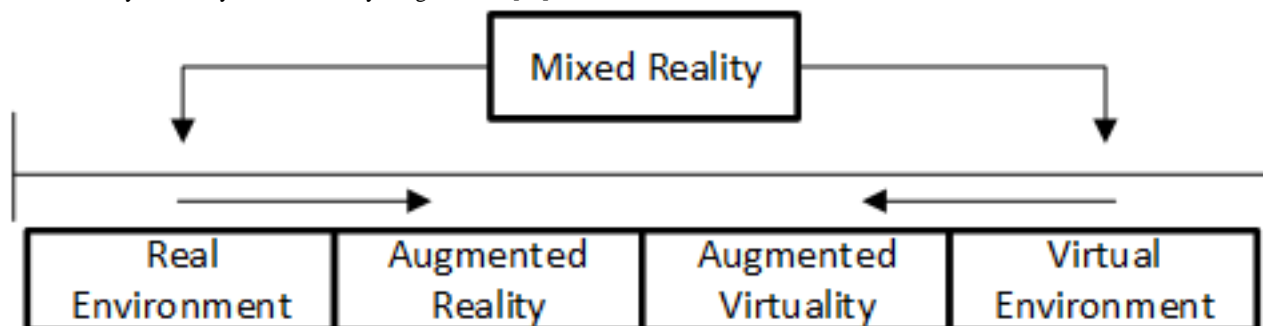 Mixed Reality
Real Environment
Augmented Reality
Augmented Virtuality
Virtual Environment